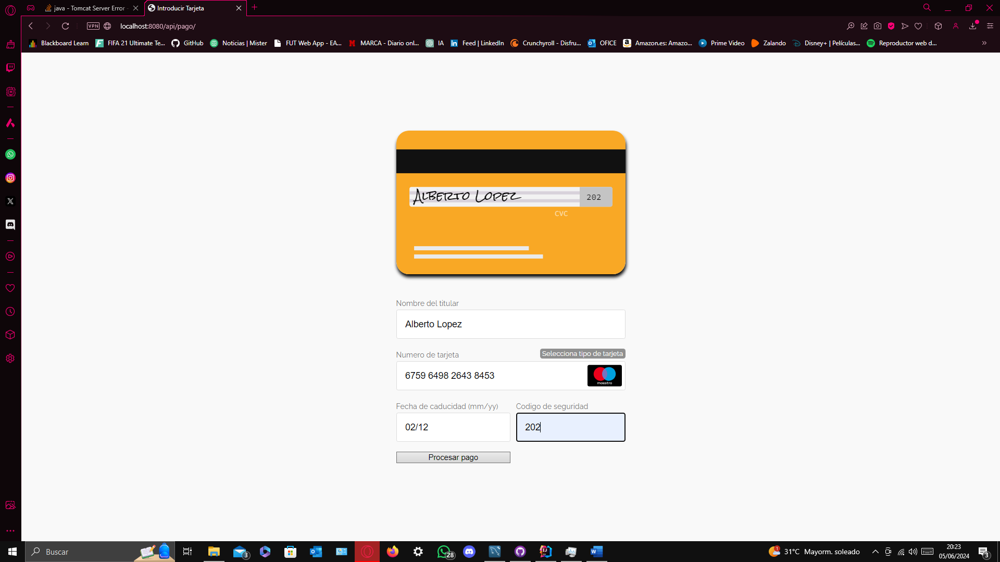 java - Tomcat Server Error -
Introducir Tarjeta
VPN
localhost:8080/api/pago/
Blackboard Learn
FIFA 21 Ultimate Te...
GitHub
Noticias | Mister
FUT Web App - EA...
MARCA - Diario onl...
IA
Feed | LinkedIn
Crunchyroll - Disfru...
OFICE
Amazon.es: Amazo...
Prime Video
Zalando
Disney+ | Películas...
Reproductor web d...
Alberto Lopez
202
CVC
Nombre del titular
Alberto Lopez
Numero de tarjeta
Selecciona tipo de tarjeta
6759 6498 2643 8453
maestro
Fecha de caducidad (mm/yy)
Codigo de seguridad
02/12
202
Procesar pago
Buscar
3
28
1
31°C Mayorm. soleado
20:23
05/06/2024
3